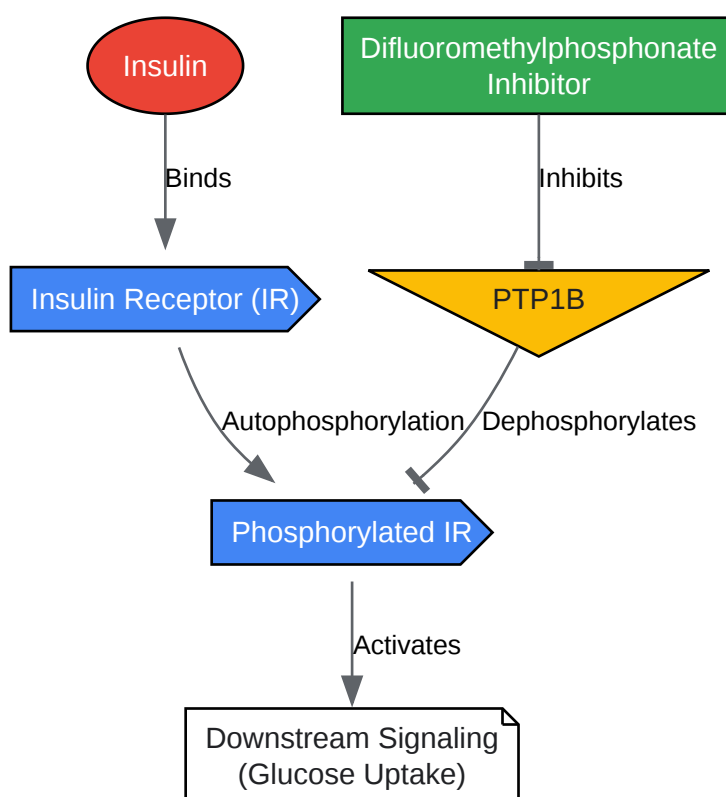 Insulin
Difluoromethylphosphonate
Inhibitor
Binds
Inhibits
Insulin Receptor (IR)
PTP1B
Autophosphorylation
Dephosphorylates
Phosphorylated IR
Activates
Downstream Signaling
(Glucose Uptake)